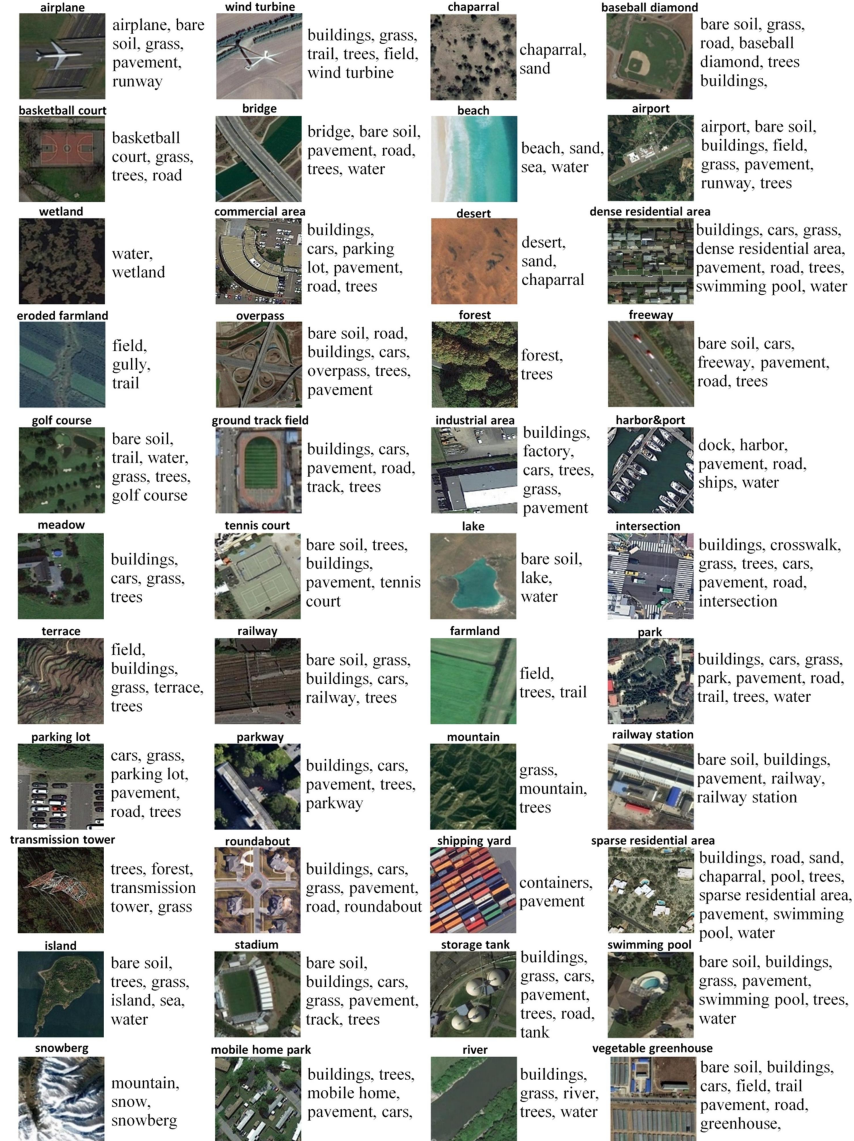 airplane
airplane, bare
soil, grass,
pavement,
runway
wind turbine
buildings, grass,
trail, trees, field,
wind turbine
chaparral
chaparral,
sand
baseball diamond
bare soil, grass,
road, baseball
diamond, trees
buildings,
basketball court
basketball
court, grass,
trees, road
bridge
bridge, bare soil,
pavement, road,
trees, water
beach
beach, sand,
sea, water
airport
airport, bare soil,
buildings, field,
grass, pavement,
runway, trees
wetland
water,
wetland
commercial area
buildings,
cars, parking
lot, pavement,
road, trees
desert
desert,
sand,
chaparral
dense residential area
buildings, cars, grass,
dense residential area,
pavement, road, trees,
swimming pool, water
eroded farmland
field,
gully,
trail
overpass
bare soil, road,
buildings, cars,
overpass, trees,
pavement
forest
forest,
trees
freeway
bare soil, cars,
freeway, pavement,
road, trees
golf course
bare soil,
trail, water,
grass, trees,
golf course
ground track field
buildings, cars,
pavement, road,
track, trees
industrial area
buildings,
factory,
cars, trees,
grass,
pavement
harbor&port
dock, harbor,
pavement, road,
ships, water
meadow
buildings,
cars, grass,
trees
tennis court
bare soil, trees,
buildings,
pavement, tennis
court
lake
bare soil,
lake,
water
intersection
buildings, crosswalk,
grass, trees, cars,
pavement, road,
intersection
terrace
field,
buildings,
grass, terrace,
trees
railway
bare soil, grass,
buildings, cars,
railway, trees
farmland
field,
trees, trail
park
buildings, cars, grass,
park, pavement, road,
trail, trees, water
parking lot
cars, grass,
parking lot,
pavement,
road, trees
parkway
buildings, cars,
pavement, trees,
parkway
mountain
grass,
mountain,
trees
railway station
bare soil, buildings,
pavement, railway,
railway station
transmission tower
trees, forest,
transmission
tower, grass
roundabout
buildings, cars,
grass, pavement,
road, roundabout
shipping yard
containers,
pavement
sparse residential area
buildings, road, sand,
chaparral, pool, trees,
sparse residential area,
pavement, swimming
pool, water
island
bare soil,
trees, grass,
island, sea,
water
stadium
bare soil,
buildings, cars,
grass, pavement,
track, trees
storage tank
buildings,
grass, cars,
pavement,
trees, road,
tank
swimming pool
bare soil, buildings,
grass, pavement,
swimming pool, trees,
water
snowberg
mountain,
snow,
snowberg
mobile home park
buildings, trees,
mobile home,
pavement, cars,
river
buildings,
grass, river,
trees, water
vegetable greenhouse
bare soil, buildings,
cars, field, trail
pavement, road,
greenhouse,